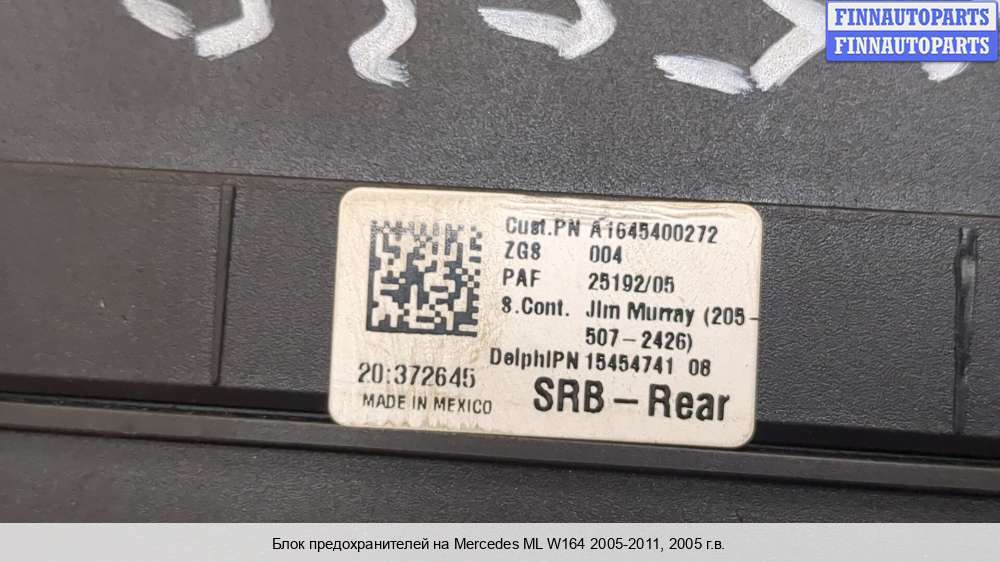 FINNAUTOPARTS
FINNAUTOPARTS
Cust.PN A1645400272
ZG8 004
PAF 25192/05
8.Cont. Jim Murray (205-
507-2426)
DelphiPN 15454741 08
20:372645
MADE IN MEXICO
SRB - Rear
Блок предохранителей на Mercedes ML W164 2005-2011, 2005 г.в.